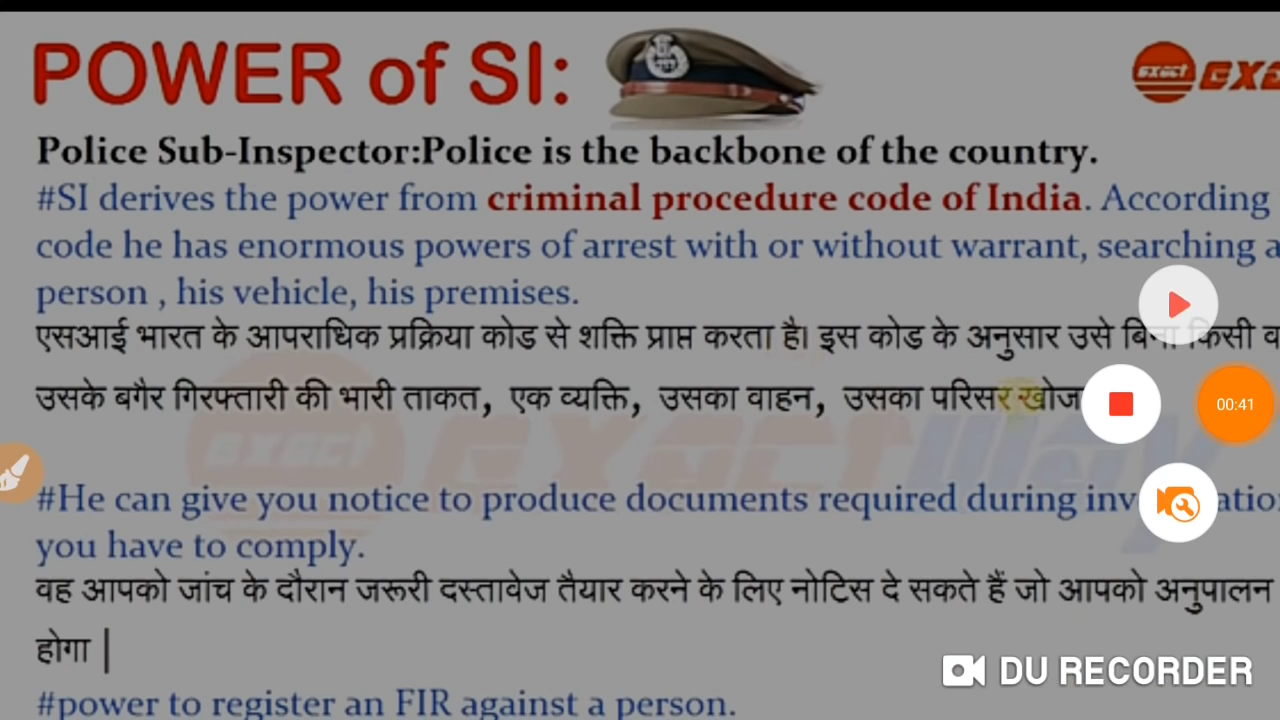 POWER of SI:
exact
Police Sub-Inspector:Police is the backbone of the country.
#SI derives the power from criminal procedure code of India. According
code he has enormous powers of arrest with or without warrant, searching a
person , his vehicle, his premises.
एसआई भारत के आपराधिक प्रक्रिया कोड से शक्ति प्राप्त करता है। इस कोड के अनुसार उसे बिना किसी
उसके बगैर गिरफ्तारी की भारी ताकत, एक व्यक्ति, उसका वाहन, उसका परिसर खोज
00:41
exact exactWay
#He can give you notice to produce documents required during
you have to comply.
वह आपको जांच के दौरान जरूरी दस्तावेज तैयार करने के लिए नोटिस दे सकते हैं जो आपको अनुपालन
होगा |
DU RECORDER
#power to register an FIR against a person.